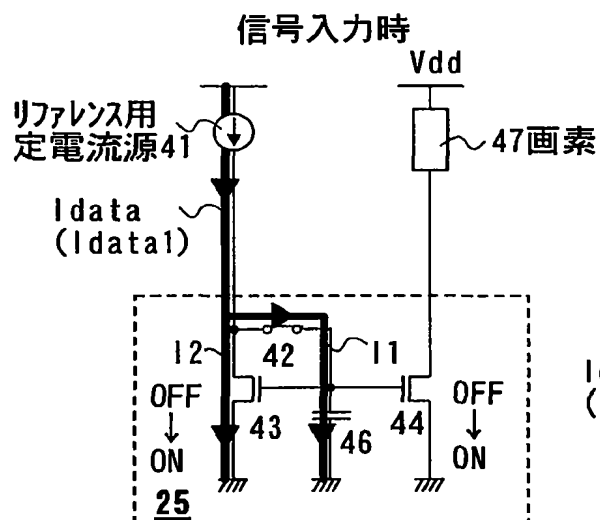 信号入力時
Vdd
リファレンス用
定電流源41
47画素
Idata
(Idata1)
I2
42
I1
OFF
↓
ON
43
46
44
OFF
↓
ON
25